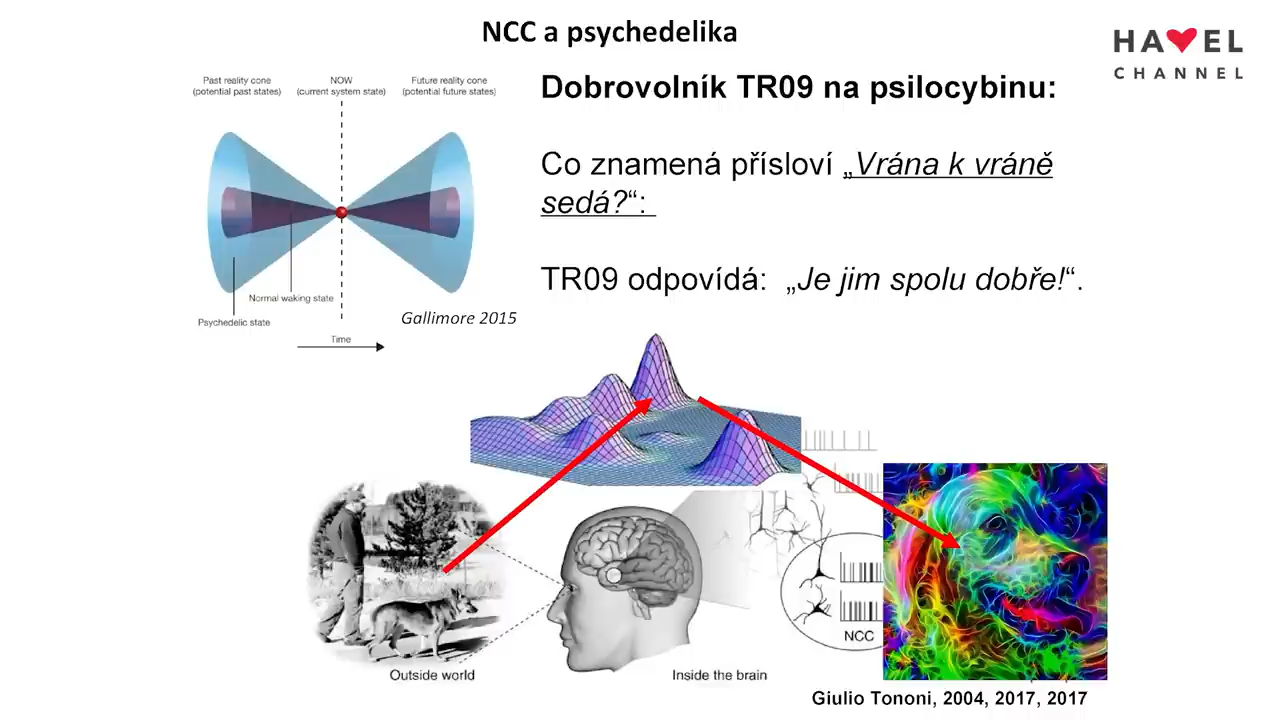 NCC a psychedelika
HAVEL
CHANNEL
Past reality cone
(potential past states)
NOW
(current system state)
Future reality cone
(potential future states)
Normal waking state
Psychedelic state
Time
Gallimore 2015
Dobrovolník TR09 na psilocybinu:
Co znamená přísloví „Vrána k vráně
sedá?“:
TR09 odpovídá: „Je jim spolu dobře!“.
NCC
Outside world
Inside the brain
Giulio Tononi, 2004, 2017, 2017